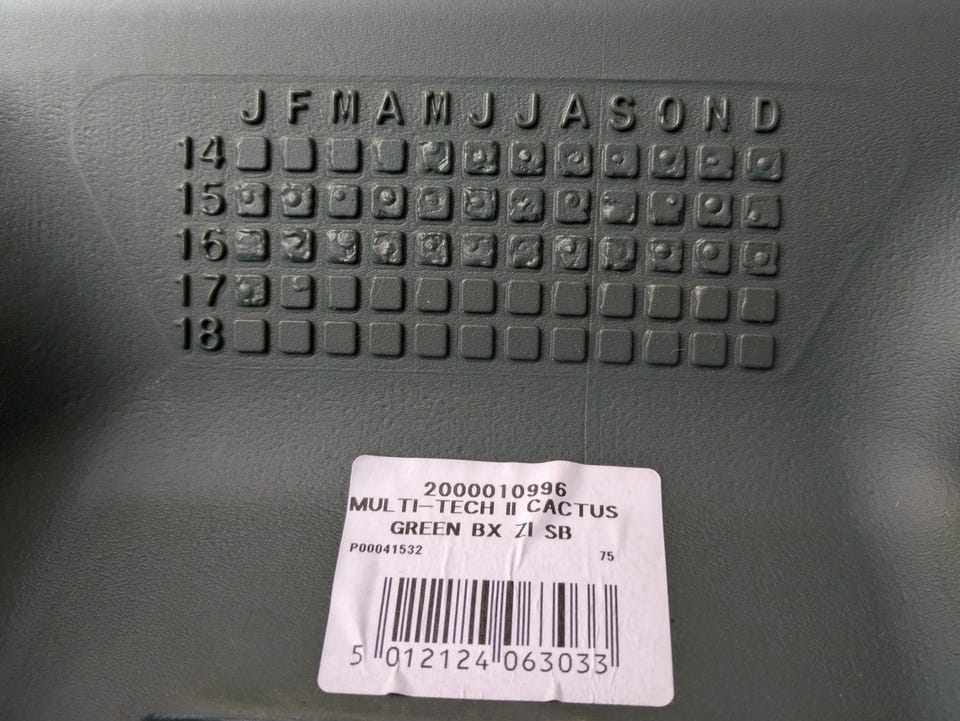 J F M A M J J A S O N D
14
15
16
17
18
2000010996
MULTI-TECH II CACTUS
GREEN BX ZI SB
P00041532 75
5 012124 063033